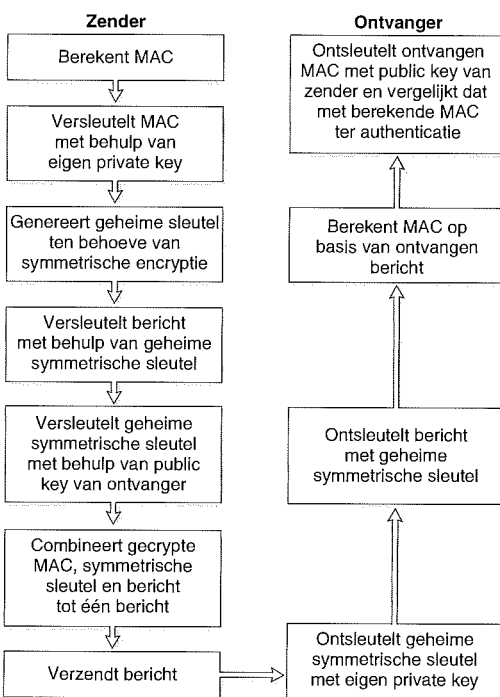 Zender
Berekent MAC
Versleutelt MAC
met behulp van
eigen private key
Genereert geheime sleutel
ten behoeve van
symmetrische encryptie
Versleutelt bericht
met behulp van geheime
symmetrische sleutel
Versleutelt geheime
symmetrische sleutel
met behulp van public
key van ontvanger
Combineert gecrypte
MAC, symmetrische
sleutel en bericht
tot één bericht
Verzendt bericht
Ontvanger
Ontsleutelt ontvangen
MAC met public key van
zender en vergelijkt dat
met berekende MAC
ter authenticatie
Berekent MAC op
basis van ontvangen
bericht
Ontsleutelt bericht
met geheime
symmetrische sleutel
Ontsleutelt geheime
symmetrische sleutel
met eigen private key